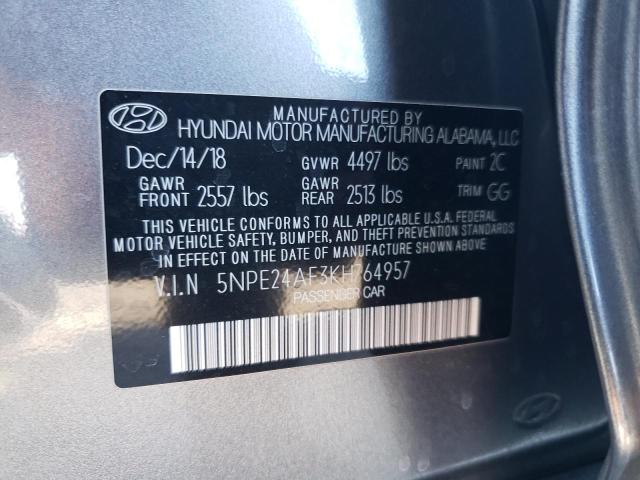 MANUFACTURED BY
HYUNDAI MOTOR MANUFACTURING ALABAMA, LLC
Dec/14/18 GVWR 4497 lbs PAINT 2C
GAWR FRONT 2557 lbs GAWR REAR 2513 lbs TRIM GG
THIS VEHICLE CONFORMS TO ALL APPLICABLE U.S.A. FEDERAL
MOTOR VEHICLE SAFETY, BUMPER, AND THEFT PREVENTION STANDARDS
IN EFFECT ON THE DATE OF MANUFACTURE SHOWN ABOVE
V.I.N 5NPE24AF3KH764957
PASSENGER CAR